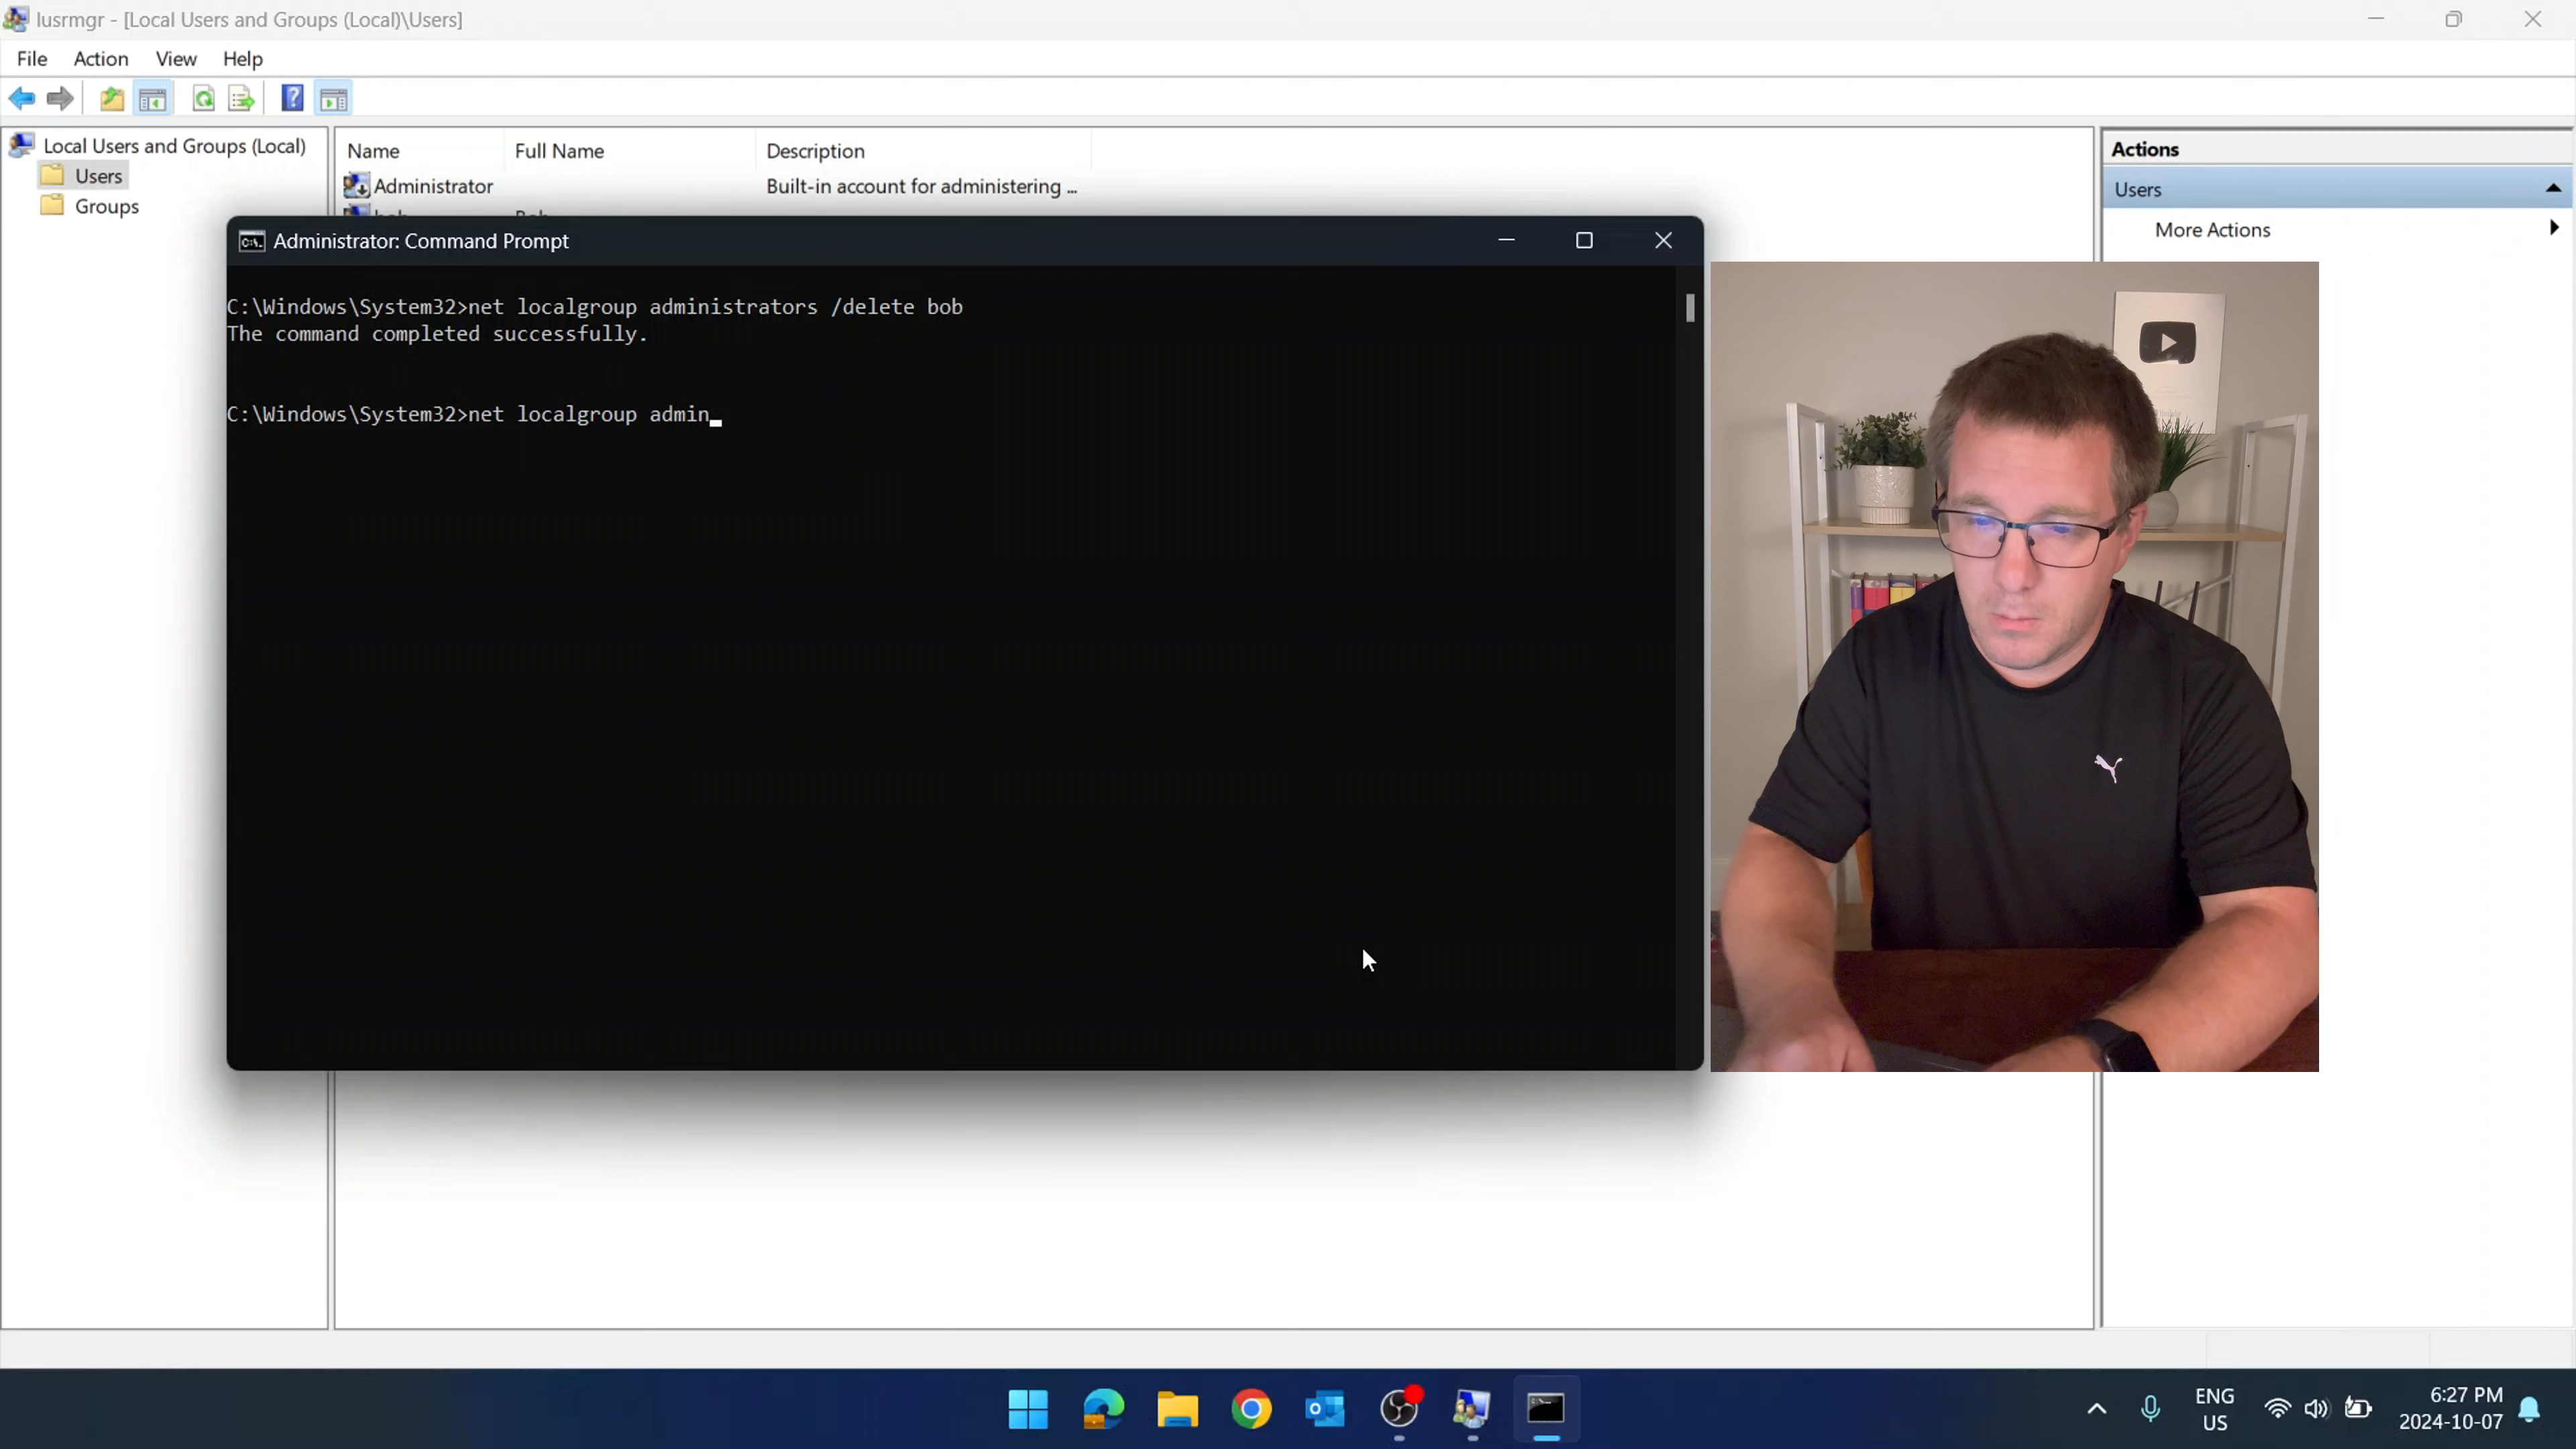 lusrmgr - [Local Users and Groups (Local)\Users]
File Action View Help
Local Users and Groups (Local)
Users
Groups
Name Full Name Description
Administrator Built-in account for administering ...
Actions
Users
More Actions
Administrator: Command Prompt
C:\Windows\System32>net localgroup administrators /delete bob
The command completed successfully.
C:\Windows\System32>net localgroup admin
ENG
US
6:27 PM
2024-10-07